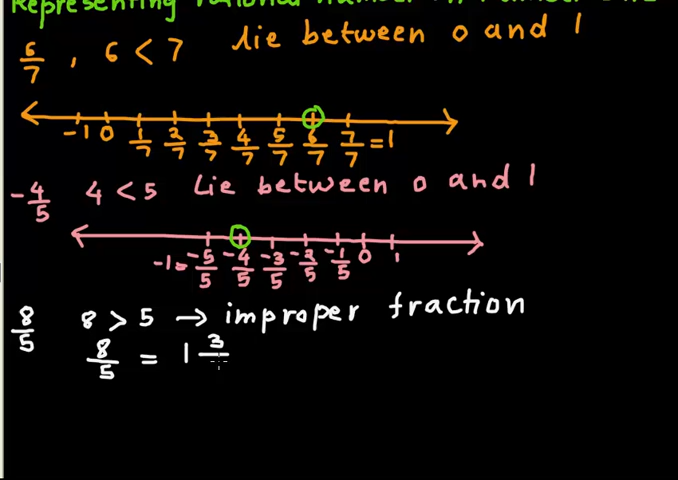 Representing rational number on number line
6/7 , 6 < 7 lie between 0 and 1
-1 0 1/7 2/7 3/7 4/7 5/7 6/7 7/7 = 1
-4/5 4 < 5 Lie between 0 and 1
-1 = -5/5 -4/5 -3/5 -2/5 -1/5 0 1
8/5 8 > 5 → improper fraction
8/5 = 1 3/